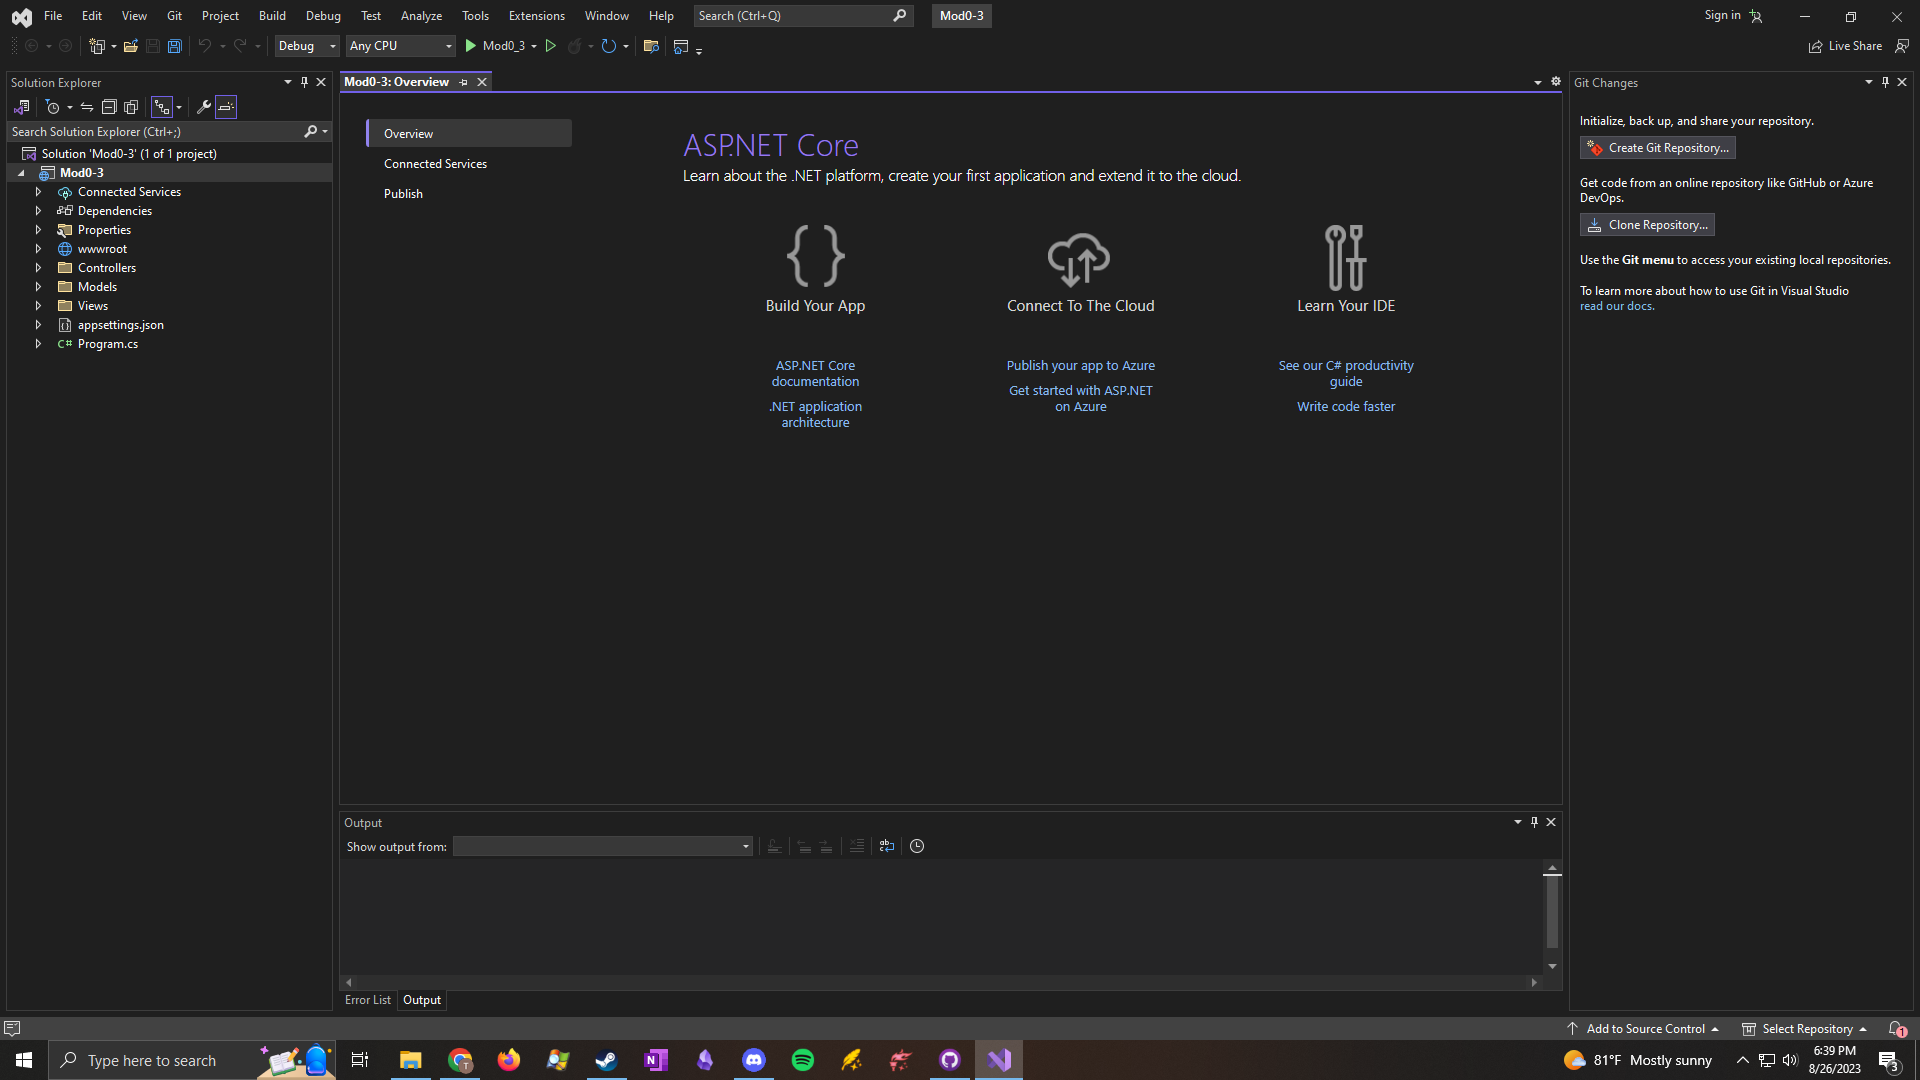 File Edit View Git Project Build Debug Test Analyze Tools Extensions Window Help Search (Ctrl+Q) Mod0-3 Sign in
Debug Any CPU Mod0_3 Live Share
Solution Explorer
Search Solution Explorer (Ctrl+;)
Solution 'Mod0-3' (1 of 1 project)
Mod0-3
Connected Services
Dependencies
Properties
wwwroot
Controllers
Models
Views
appsettings.json
C# Program.cs
Mod0-3: Overview
Overview
Connected Services
Publish
ASP.NET Core
Learn about the .NET platform, create your first application and extend it to the cloud.
Build Your App
ASP.NET Core
documentation
.NET application
architecture
Connect To The Cloud
Publish your app to Azure
Get started with ASP.NET
on Azure
Learn Your IDE
See our C# productivity
guide
Write code faster
Output
Show output from:
Error List Output
Git Changes
Initialize, back up, and share your repository.
Create Git Repository...
Get code from an online repository like GitHub or Azure
DevOps.
Clone Repository...
Use the Git menu to access your existing local repositories.
To learn more about how to use Git in Visual Studio
read our docs.
Add to Source Control Select Repository 1
Type here to search
N
T
81°F Mostly sunny
6:39 PM
8/26/2023
3